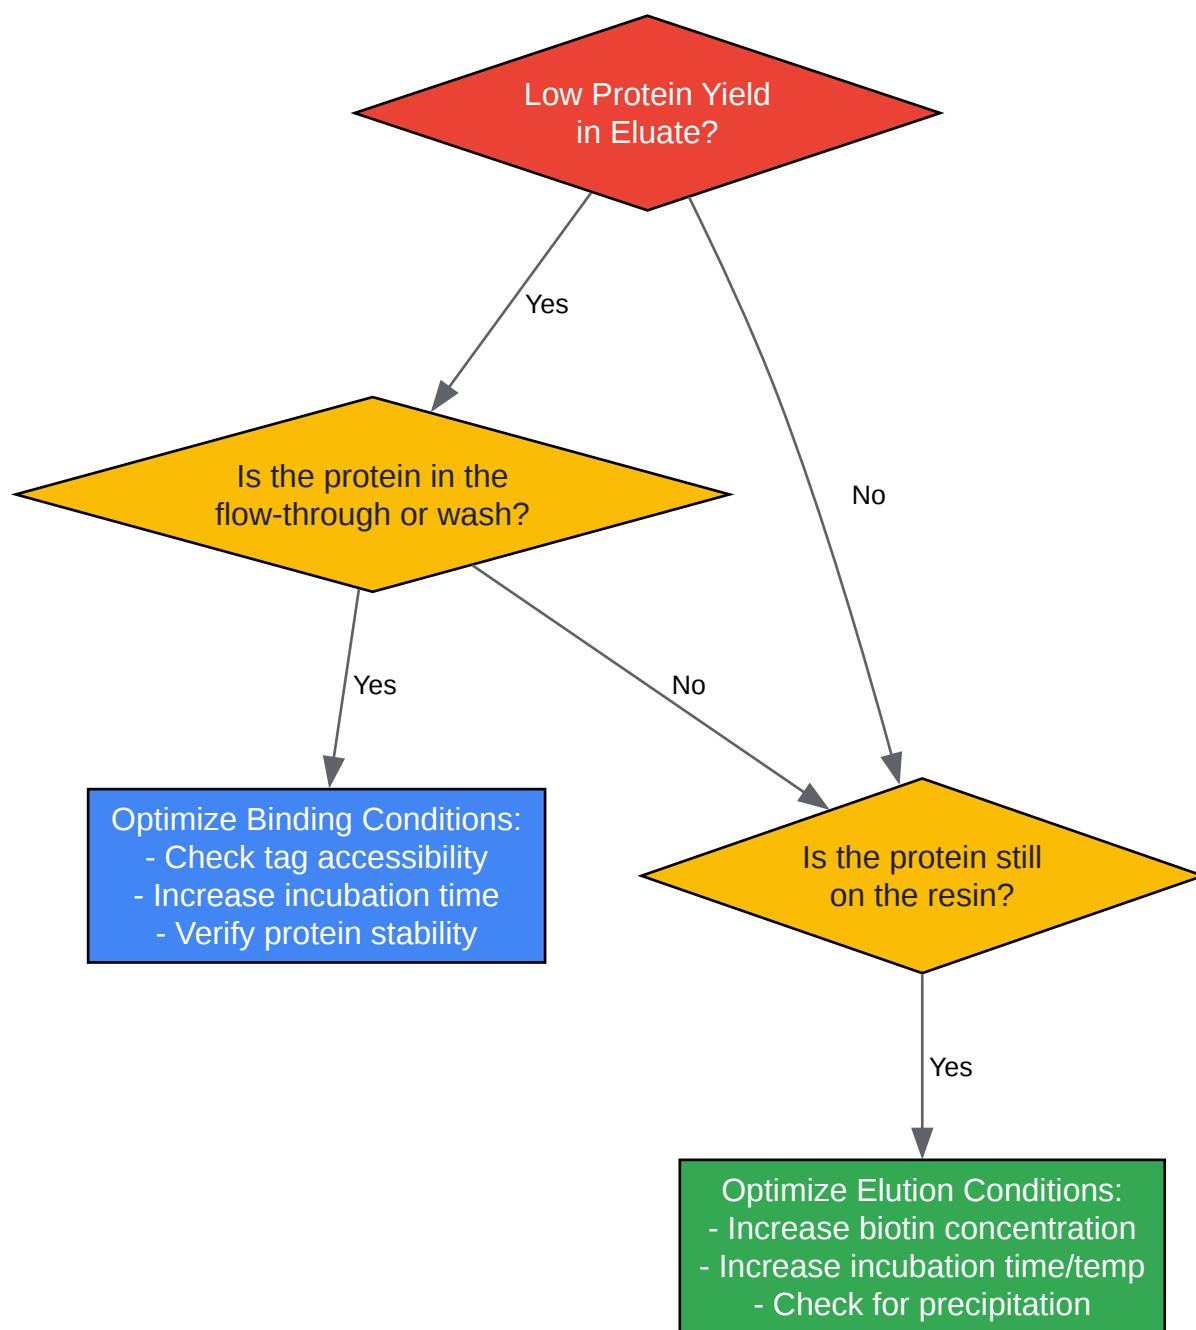 Low Protein Yield
in Eluate?
Yes
No
Is the protein in the
flow-through or wash?
Yes
No
Optimize Binding Conditions:
- Check tag accessibility
- Increase incubation time
- Verify protein stability
Is the protein still
on the resin?
Yes
Optimize Elution Conditions:
- Increase biotin concentration
- Increase incubation time/temp
- Check for precipitation